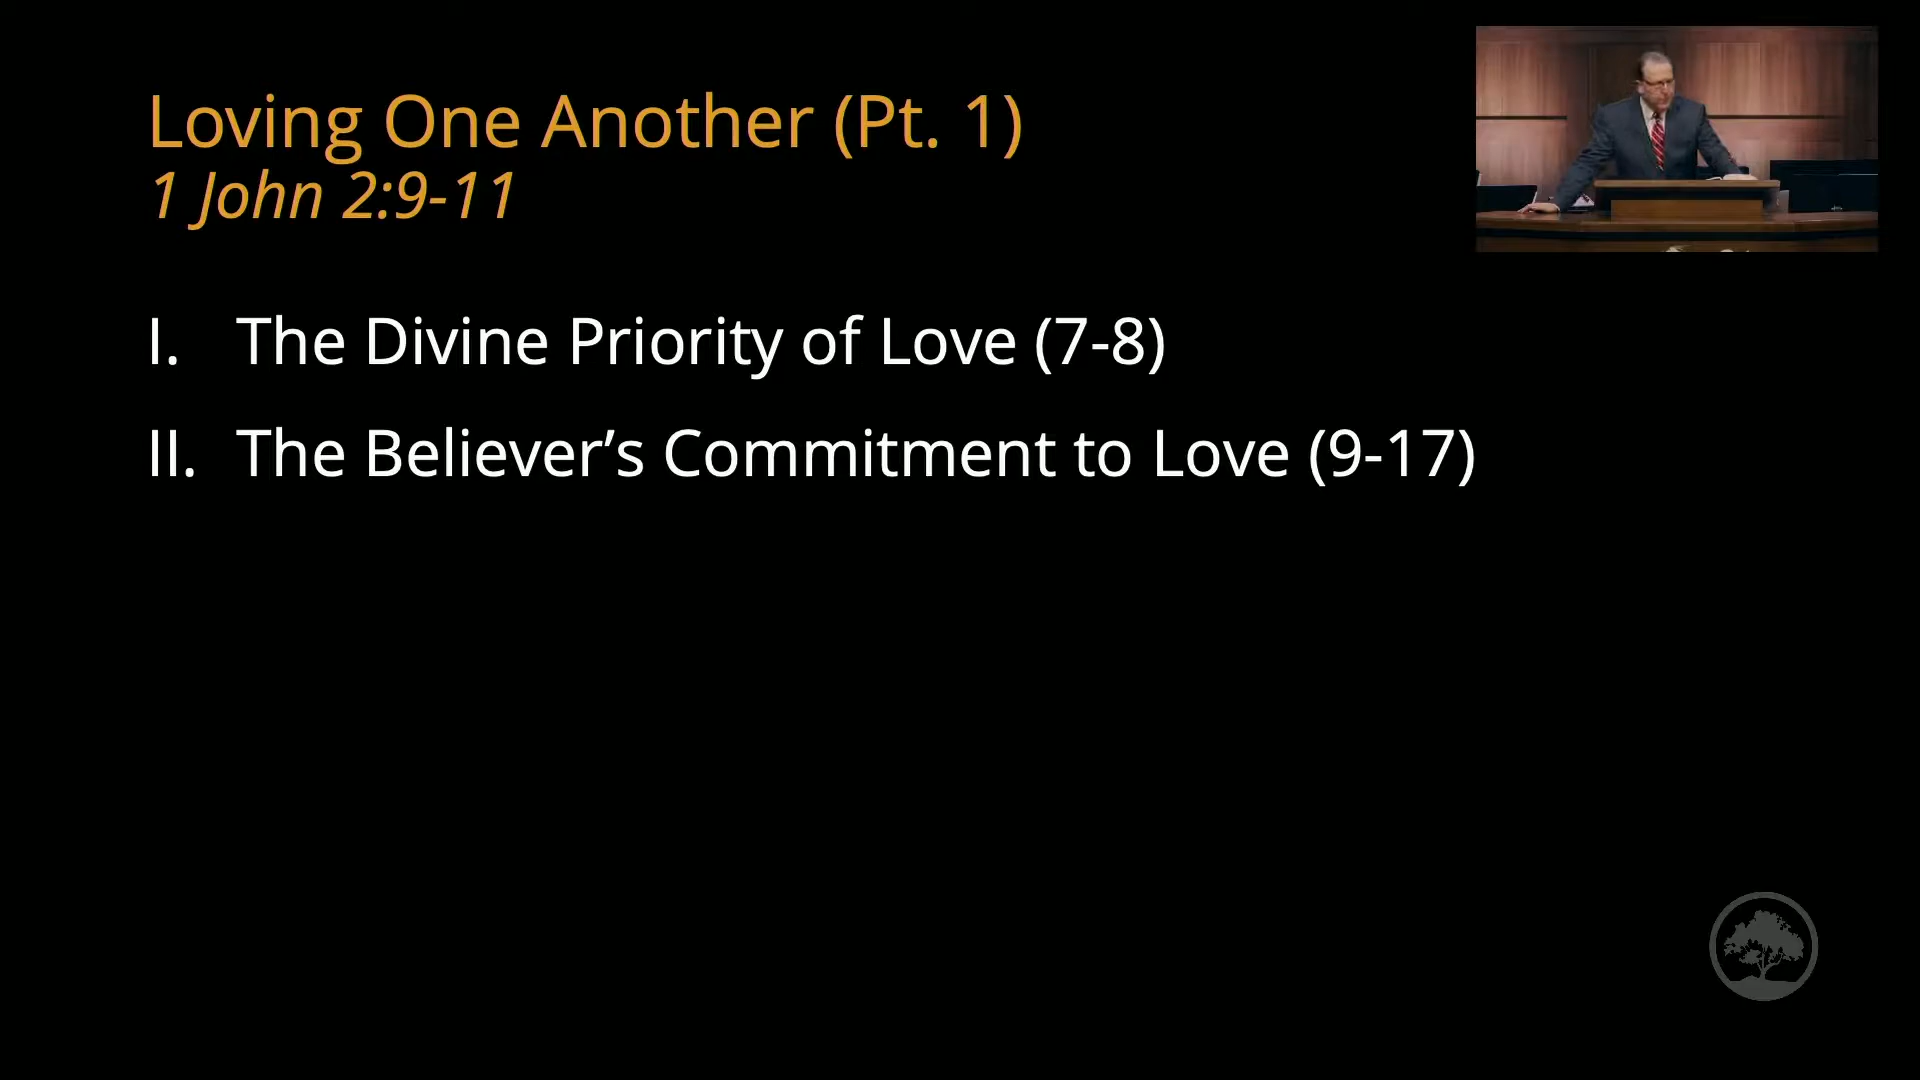 Loving One Another (Pt. 1)
1 John 2:9-11
I. The Divine Priority of Love (7-8)
II. The Believer’s Commitment to Love (9-17)